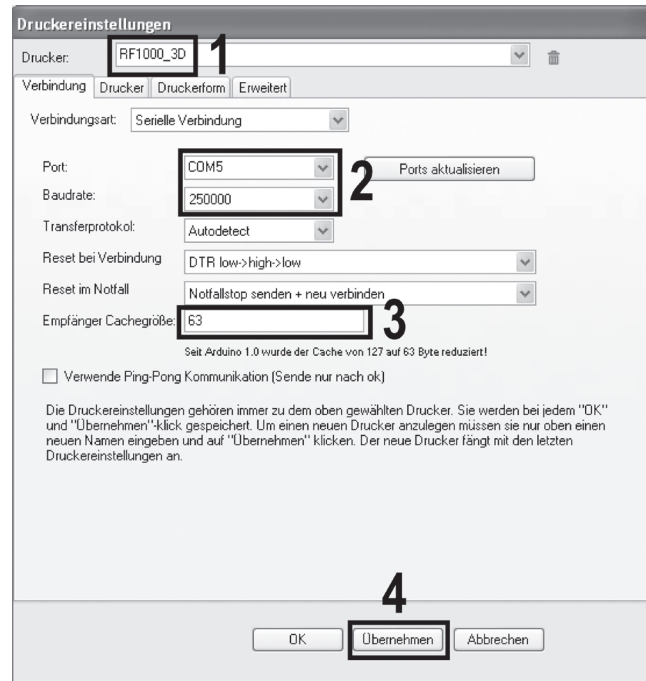 Druckereinstellungen
Drucker: RF1000_3D 1
Verbindung Drucker Druckerform Erweitert
Verbindungsart: Serielle Verbindung
Port: COM5 2 Ports aktualisieren
Baudrate: 250000
Transferprotokol: Autodetect
Reset bei Verbindung DTR low->high->low
Reset im Notfall Notfallstop senden + neu verbinden
Empfänger Cachegröße: 63 3
Seit Arduino 1.0 wurde der Cache von 127 auf 63 Byte reduziert!
Verwende Ping-Pong Kommunikation (Sende nur nach ok)
Die Druckereinstellungen gehören immer zu dem oben gewählten Drucker. Sie werden bei jedem "OK"
und "Übernehmen"-klick gespeichert. Um einen neuen Drucker anzulegen müssen sie nur oben einen
neuen Namen eingeben und auf "Übernehmen" klicken. Der neue Drucker fängt mit den letzten
Druckereinstellungen an.
4
OK Übernehmen Abbrechen